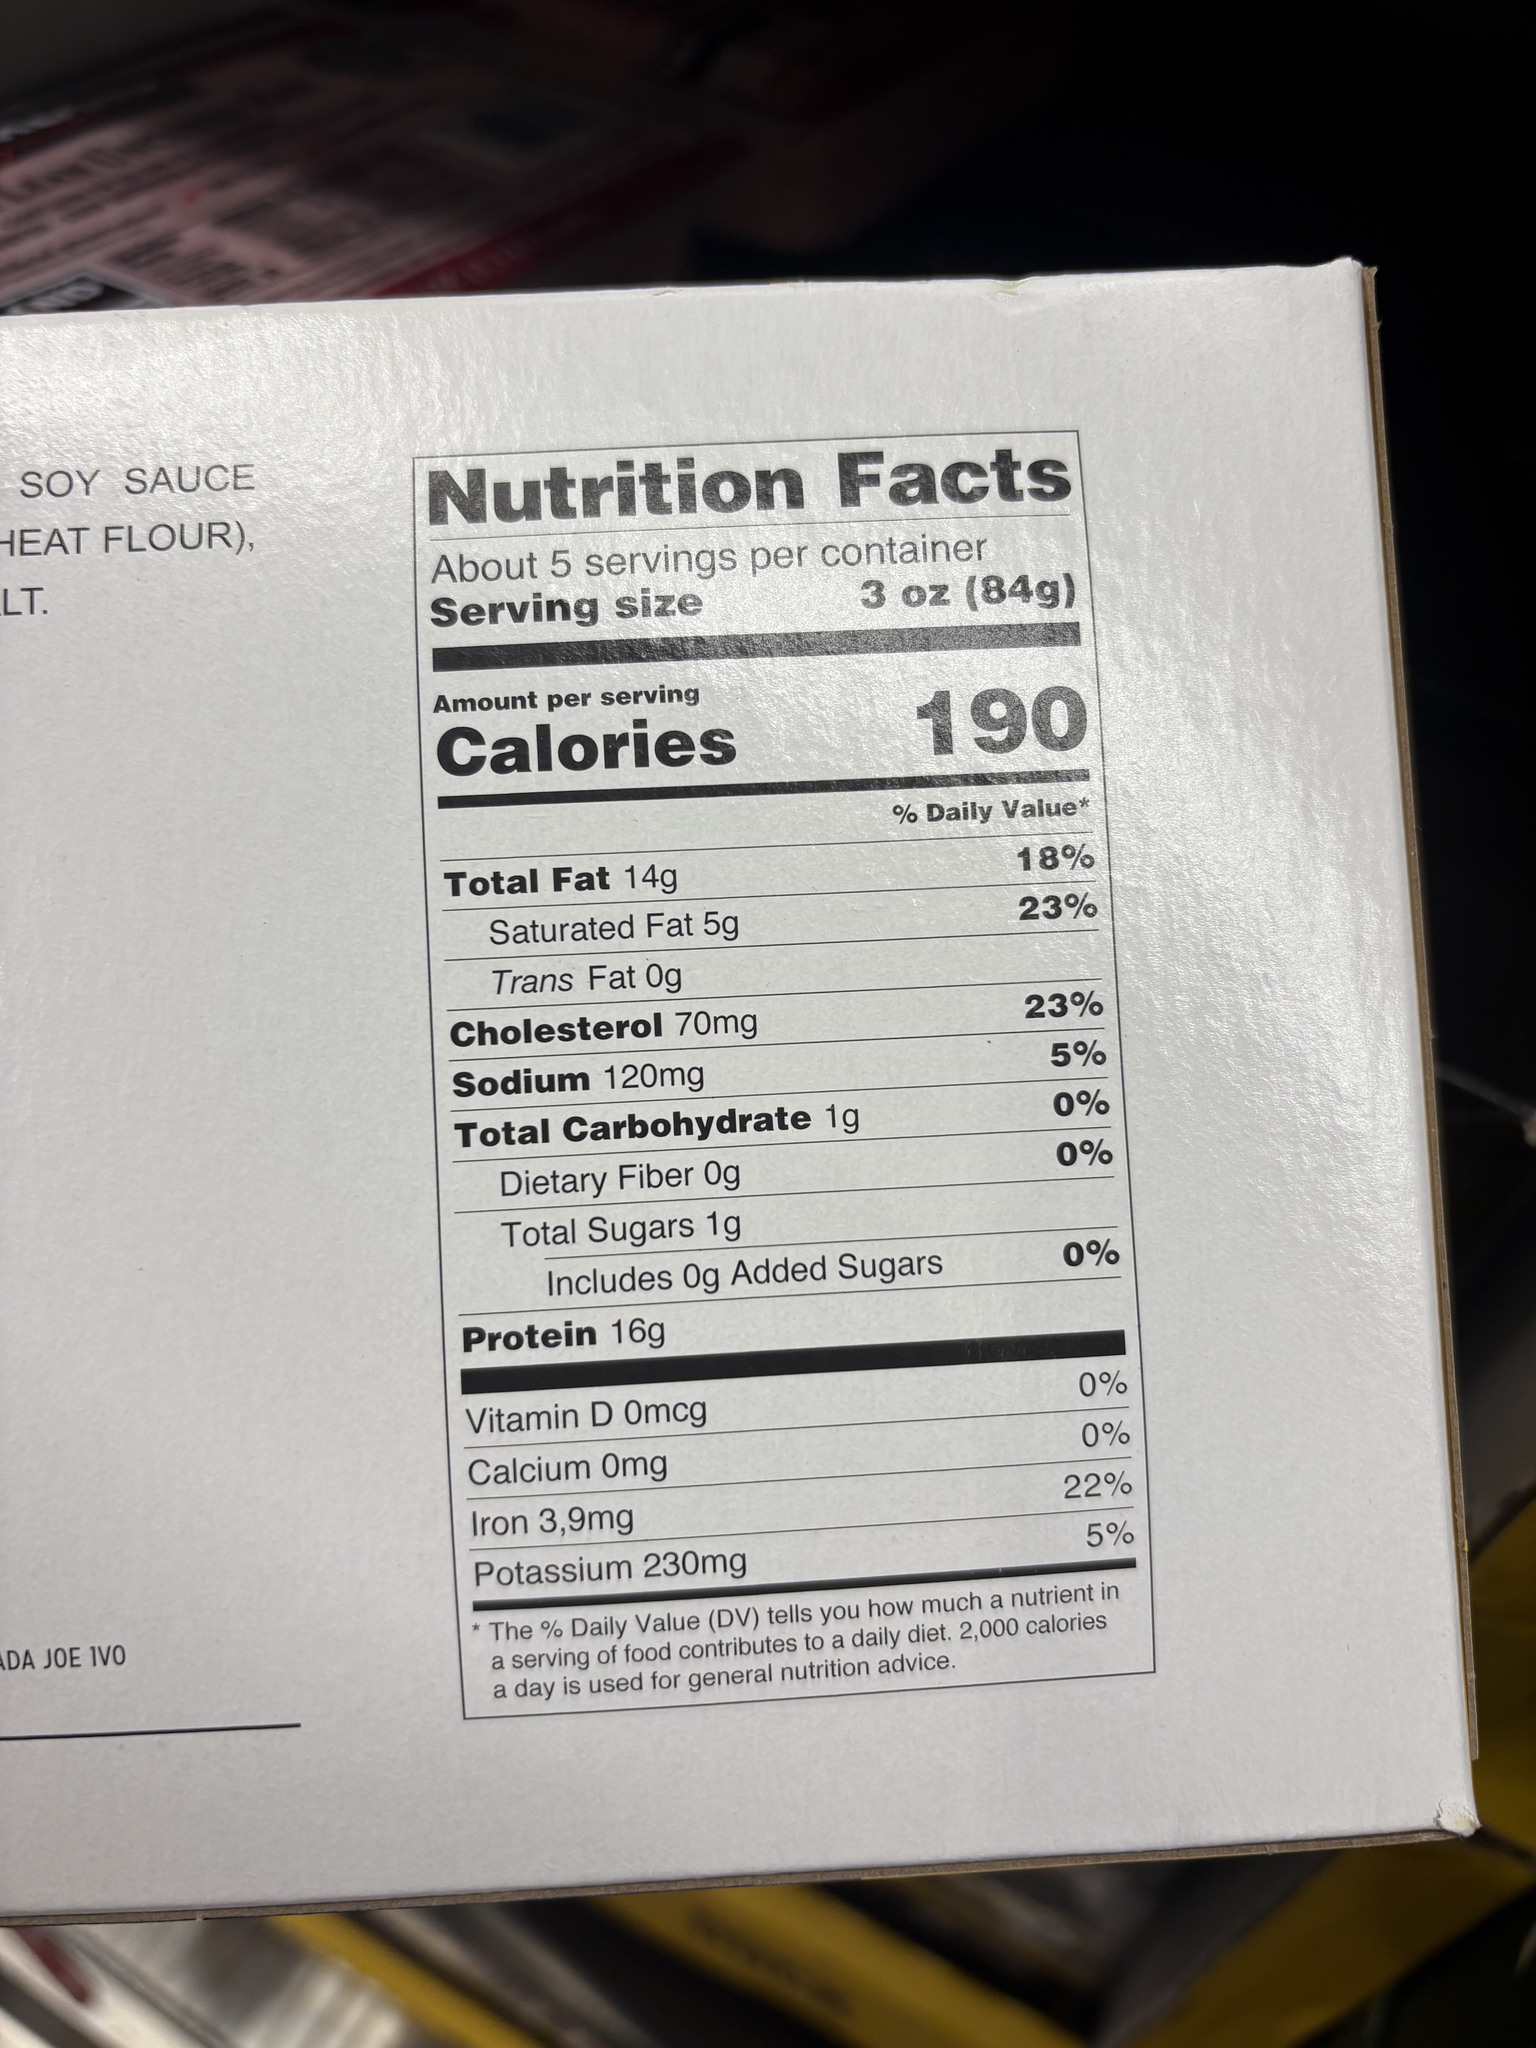 SOY SAUCE
HEAT FLOUR),
LT.
Nutrition Facts
About 5 servings per container
Serving size 3 oz (84g)
Amount per serving
Calories 190
% Daily Value*
Total Fat 14g 18%
Saturated Fat 5g 23%
Trans Fat 0g
Cholesterol 70mg 23%
Sodium 120mg 5%
Total Carbohydrate 1g 0%
Dietary Fiber 0g 0%
Total Sugars 1g
Includes 0g Added Sugars 0%
Protein 16g
Vitamin D 0mcg 0%
Calcium 0mg 0%
Iron 3,9mg 22%
Potassium 230mg 5%
* The % Daily Value (DV) tells you how much a nutrient in
a serving of food contributes to a daily diet. 2,000 calories
a day is used for general nutrition advice.
ADA JOE 1VO